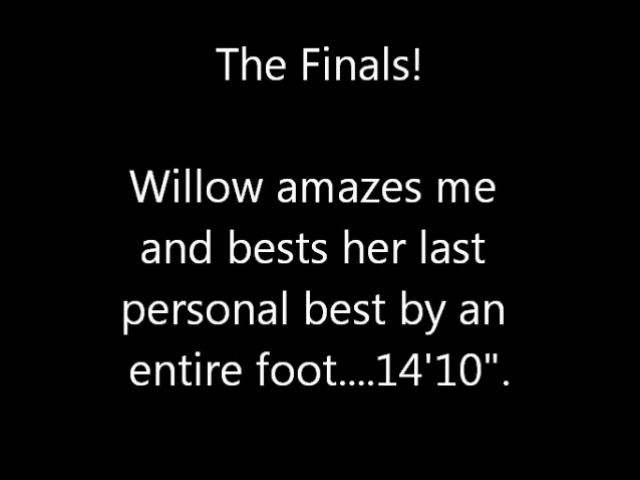 The Finals!
Willow amazes me
and bests her last
personal best by an
entire foot....14'10".